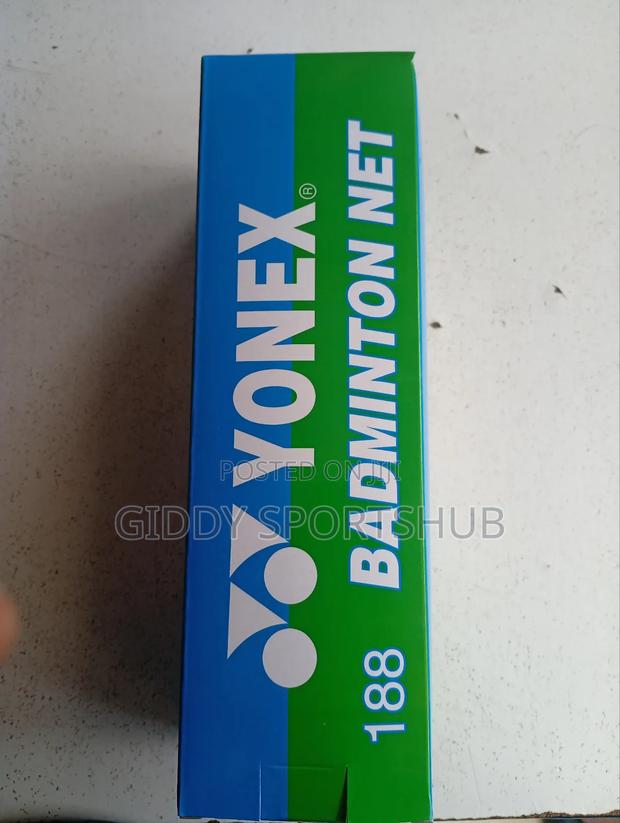 YONEX®
188 BADMINTON NET
POSTED ON JIJI
GIDDY SPORTSHUB